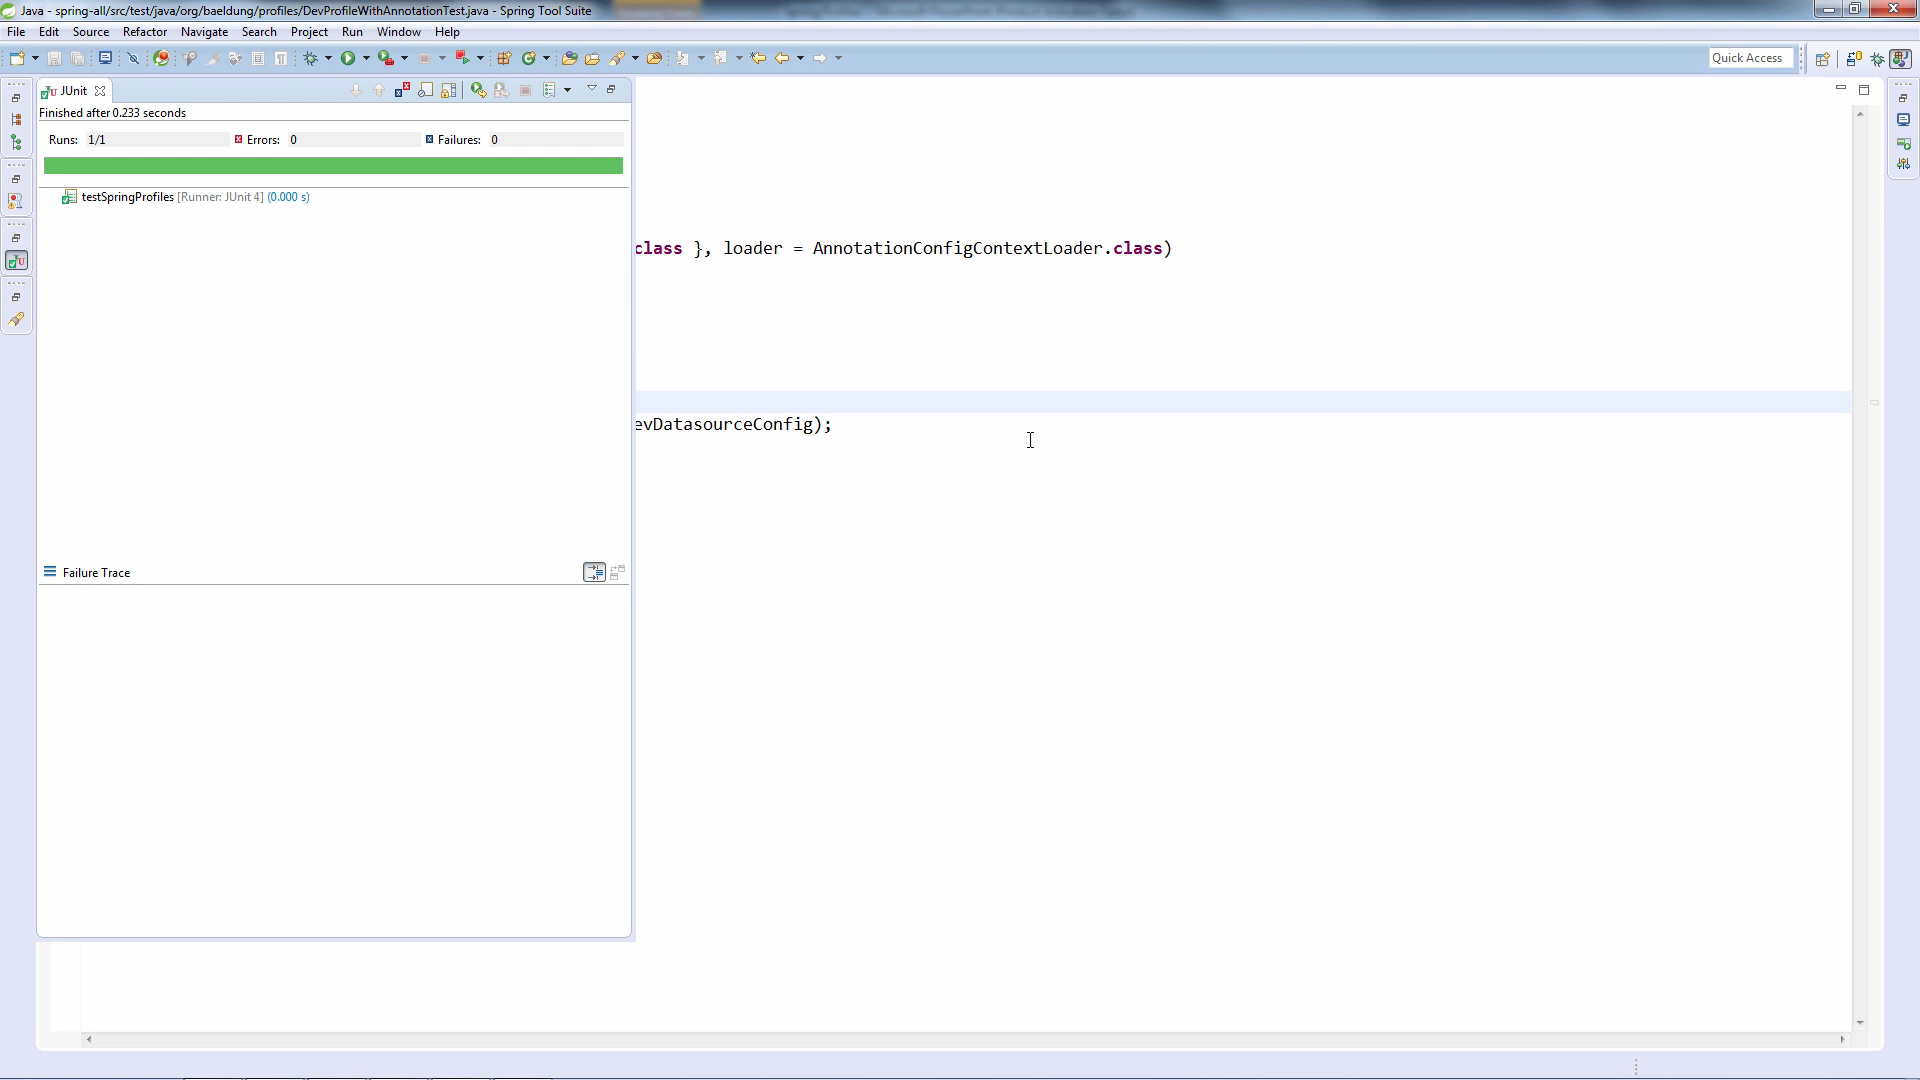 Java - spring-all/src/test/java/org/baeldung/profiles/DevProfileWithAnnotationTest.java - Spring Tool Suite
File Edit Source Refactor Navigate Search Project Run Window Help
Quick Access
JUnit
Finished after 0.233 seconds
Runs: 1/1 Errors: 0 Failures: 0
testSpringProfiles [Runner: JUnit 4] (0.000 s)
class }, loader = AnnotationConfigContextLoader.class)
evDatasourceConfig);
Failure Trace